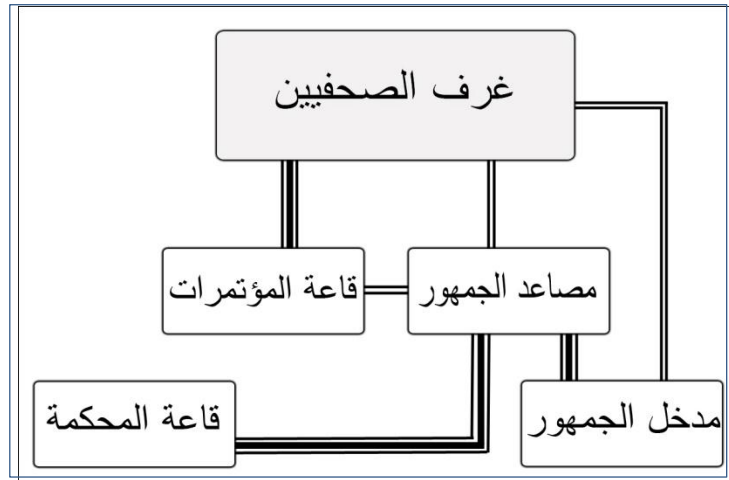 غرف الصحفيين
مصاعد الجمهور
قاعة المؤتمرات
مدخل الجمهور
قاعة المحكمة